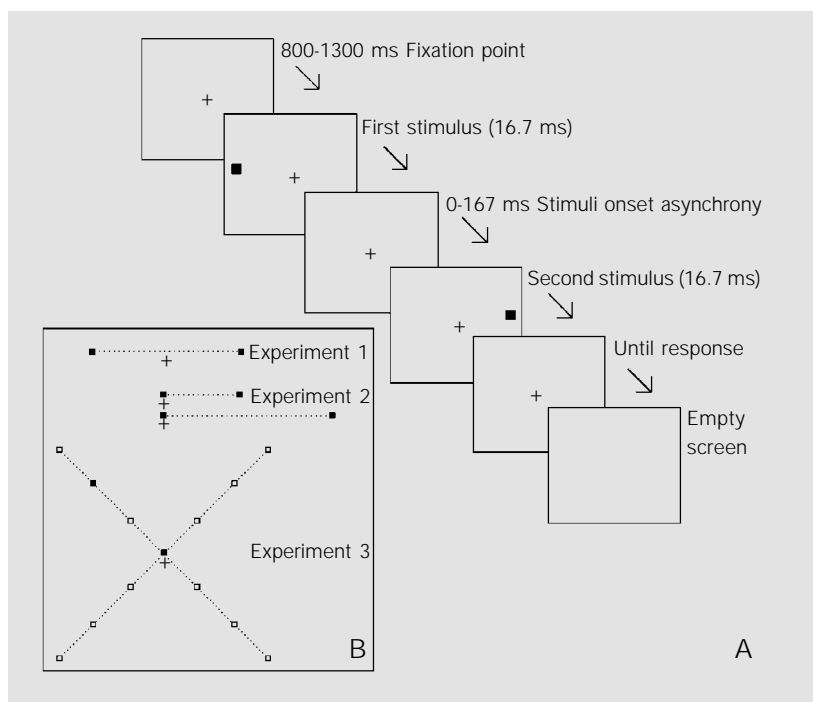 800-1300 ms Fixation point
First stimulus (16.7 ms)
0-167 ms Stimuli onset asynchrony
Second stimulus (16.7 ms)
Until response
Empty
screen
Experiment 1
Experiment 2
Experiment 3
B
A